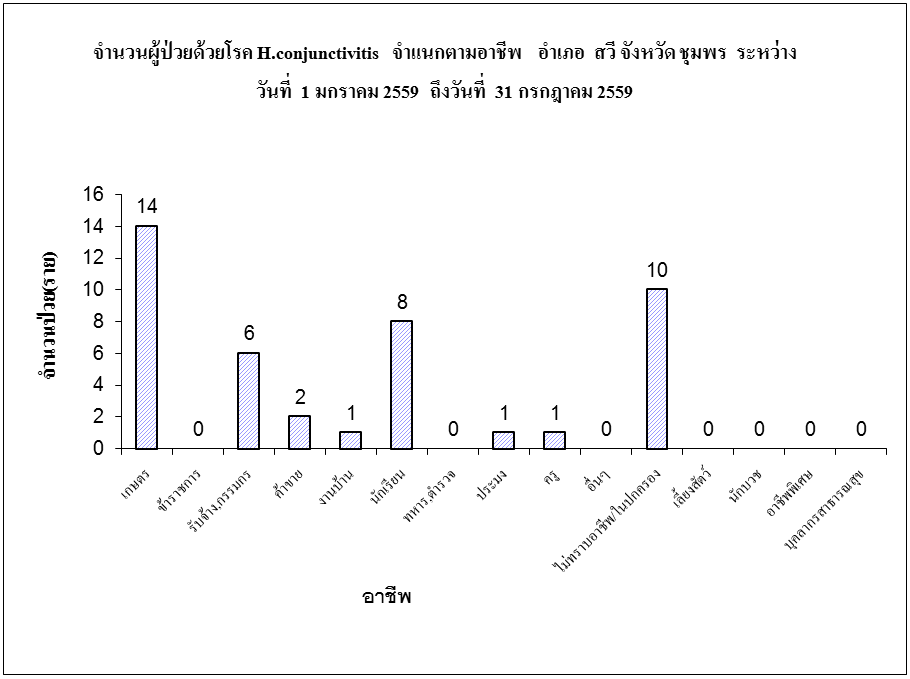 จำนวนผู้ป่วยด้วยโรค H.conjunctivitis จำแนกตามอาชีพ อำเภอ สวี จังหวัด ชุมพร ระหว่าง
วันที่ 1 มกราคม 2559 ถึงวันที่ 31 กรกฎาคม 2559
จำนวนป่วย(ราย)
16
14
12
10
8
6
4
2
0
14
0
6
2
1
8
0
1
1
0
10
0
0
0
0
เกษตร
ข้าราชการ
รับจ้าง,กรรมกร
ค้าขาย
งานบ้าน
นักเรียน
ทหาร,ตำรวจ
ประมง
ครู
อื่นๆ
ไม่ทราบอาชีพ/ในปกครอง
เลี้ยงสัตว์
นักบวช
อาชีพพิเศษ
บุคลากรสาธารณสุข
อาชีพ